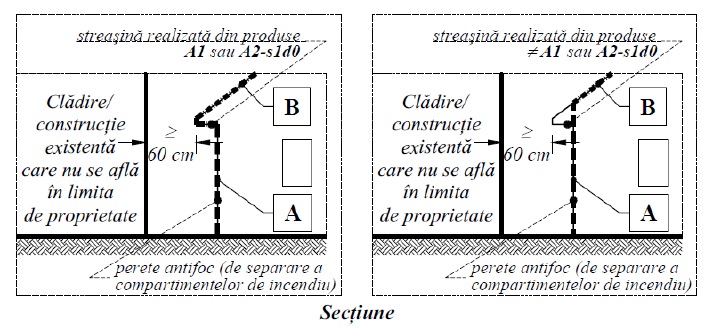 streașină realizată din produse
A1 sau A2-s1d0
Clădire/
construcție
existentă
care nu se află
în limita
de proprietate
≥
60 cm
B
A
perete antifoc (de separare a
compartimentelor de incendiu)
streașină realizată din produse
≠A1 sau A2-s1d0
Clădire/
construcție
existentă
care nu se află
în limita
de proprietate
≥
60 cm
B
A
perete antifoc (de separare a
compartimentelor de incendiu)
Secțiune